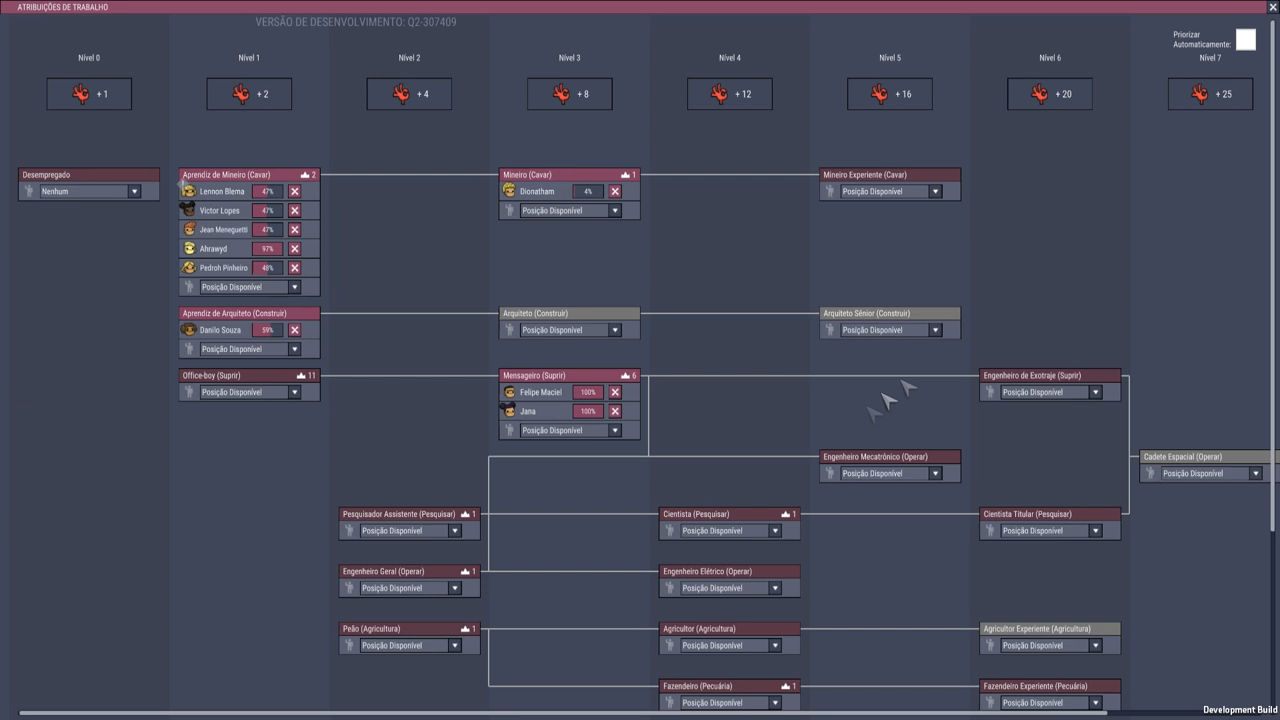 ATRIBUIÇÕES DE TRABALHO
VERSÃO DE DESENVOLVIMENTO: Q2-307409
Priorizar
Automaticamente:
Nível 0
Nível 1
Nível 2
Nível 3
Nível 4
Nível 5
Nível 6
Nível 7
+ 1
+ 2
+ 4
+ 8
+ 12
+ 16
+ 20
+ 25
Desempregado
Nenhum
Aprendiz de Mineiro (Cavar) 2
Lennon Blema 47%
Victor Lopes 47%
Jean Meneguetti 47%
Ahrawyd 97%
Pedroh Pinheiro 48%
Posição Disponível
Mineiro (Cavar) 1
Dionatham 4%
Posição Disponível
Mineiro Experiente (Cavar)
Posição Disponível
Aprendiz de Arquiteto (Construir)
Danilo Souza 59%
Posição Disponível
Arquiteto (Construir)
Posição Disponível
Arquiteto Sênior (Construir)
Posição Disponível
Office-boy (Suprir) 11
Posição Disponível
Mensageiro (Suprir) 6
Felipe Maciel 100%
Jana 100%
Posição Disponível
Engenheiro de Exotraje (Suprir)
Posição Disponível
Engenheiro Mecatrônico (Operar)
Posição Disponível
Cadete Espacial (Operar)
Posição Disponível
Pesquisador Assistente (Pesquisar) 1
Posição Disponível
Cientista (Pesquisar) 1
Posição Disponível
Cientista Titular (Pesquisar)
Posição Disponível
Engenheiro Geral (Operar) 1
Posição Disponível
Engenheiro Elétrico (Operar)
Posição Disponível
Peão (Agricultura) 1
Posição Disponível
Agricultor (Agricultura)
Posição Disponível
Agricultor Experiente (Agricultura)
Posição Disponível
Fazendeiro (Pecuária) 1
Posição Disponível
Fazendeiro Experiente (Pecuária)
Posição Disponível
Development Build